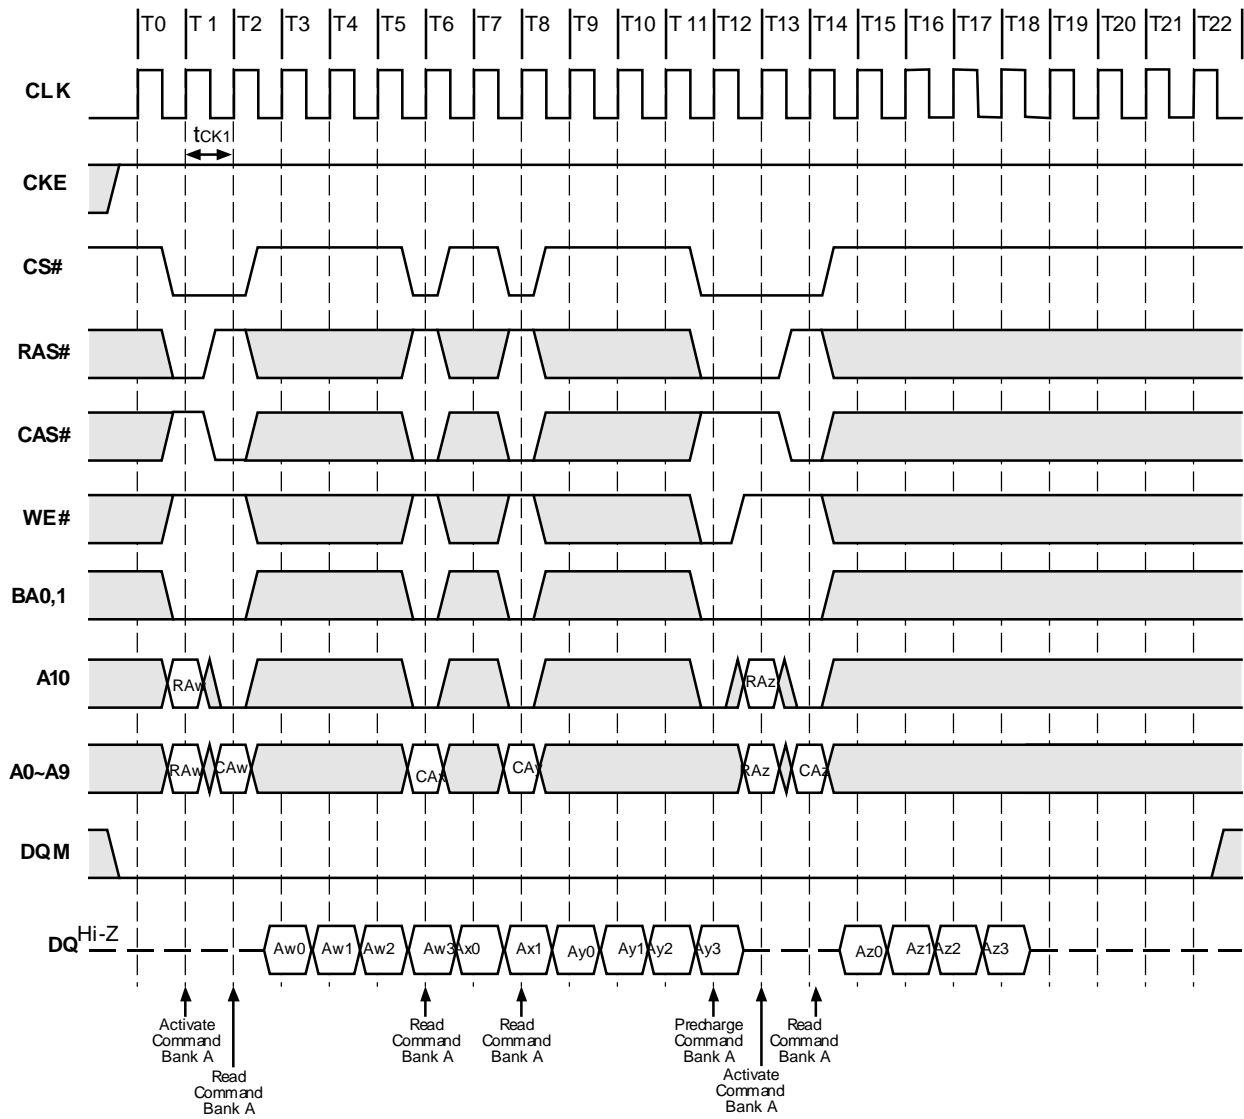 T0 T 1 T2 T3 T4 T5 T6 T7 T8 T9 T10 T 11 T12 T13 T14 T15 T16 T17 T18 T19 T20 T21 T22
CLK
tCK1
CKE
CS#
RAS#
CAS#
WE#
BA0,1
A10
RAw RAz
A0~A9
RAw CAw CAx CAy RAz CAz
DQM
Hi-Z
DQ
Aw0 Aw1 Aw2 Aw3 Ax0 Ax1 Ay0 Ay1 Ay2 Ay3 Az0 Az1 Az2 Az3
Activate
Command
Bank A
Read
Command
Bank A
Read
Command
Bank A
Read
Command
Bank A
Precharge
Command
Bank A
Activate
Command
Bank A
Read
Command
Bank A